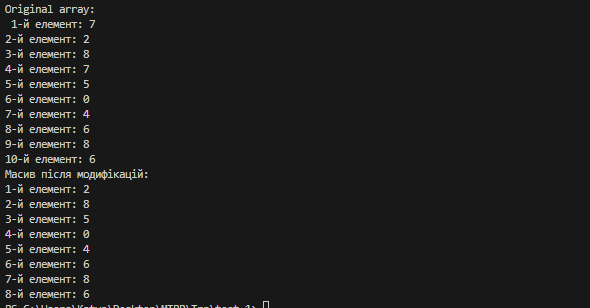 Original array:
 1-й елемент: 7
2-й елемент: 2
3-й елемент: 8
4-й елемент: 7
5-й елемент: 5
6-й елемент: 0
7-й елемент: 4
8-й елемент: 6
9-й елемент: 8
10-й елемент: 6
Масив після модифікацій:
1-й елемент: 2
2-й елемент: 8
3-й елемент: 5
4-й елемент: 0
5-й елемент: 4
6-й елемент: 6
7-й елемент: 8
8-й елемент: 6